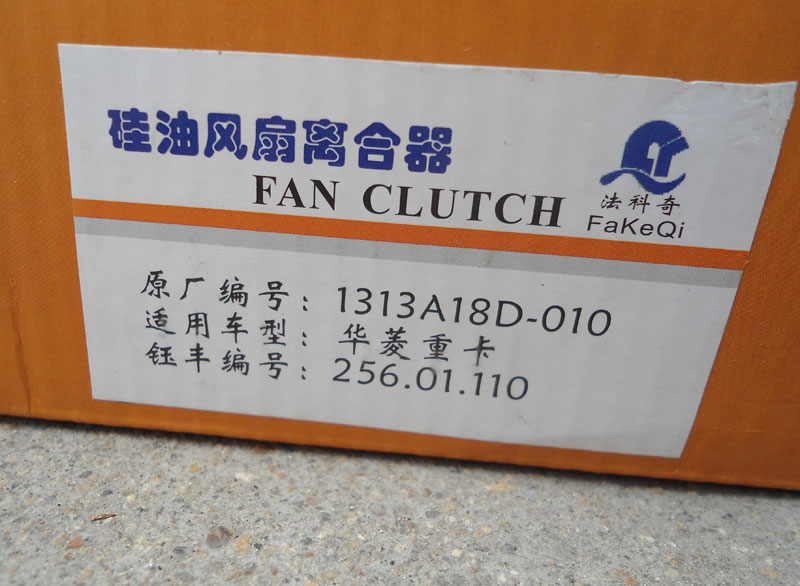 硅油风扇离合器
FAN CLUTCH
法科奇
FaKeQi
原厂编号：1313A18D-010
适用车型：华菱重卡
钰丰编号：256.01.110